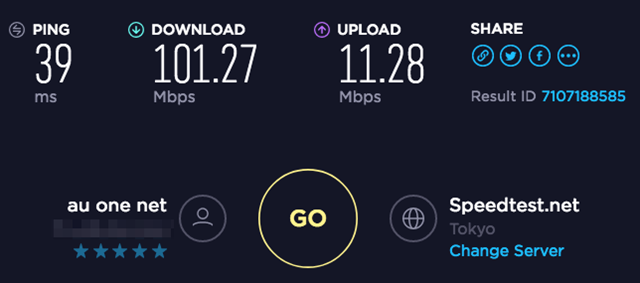 PING
39
ms
DOWNLOAD
101.27
Mbps
UPLOAD
11.28
Mbps
SHARE
Result ID 7107188585
au one net
GO
Speedtest.net
Tokyo
Change Server